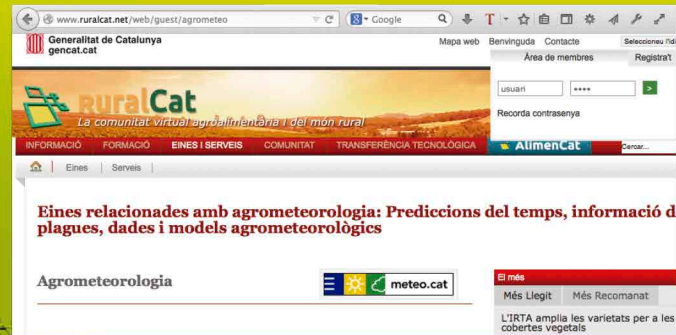 www.ruralcat.net/web/guest/agrometeo
Google
Generalitat de Catalunya
gencat.cat
Mapa web Benvinguda Contacte
Seleccioneu l'idi
Àrea de membres Registra't
usuari
Recorda contrasenya
RuralCat
La comunitat virtual agroalimentària i del món rural
INFORMACIÓ FORMACIÓ EINES I SERVEIS COMUNITAT TRANSFERÈNCIA TECNOLÒGICA
AlimenCat
Cercar...
Eines | Serveis |
Eines relacionades amb agrometeorologia: Prediccions del temps, informació d
plagues, dades i models agrometeorològics
Agrometeorologia
meteo.cat
El més
Més Llegit Més Recomanat
L'IRTA amplia les varietats per a les
cobertes vegetals